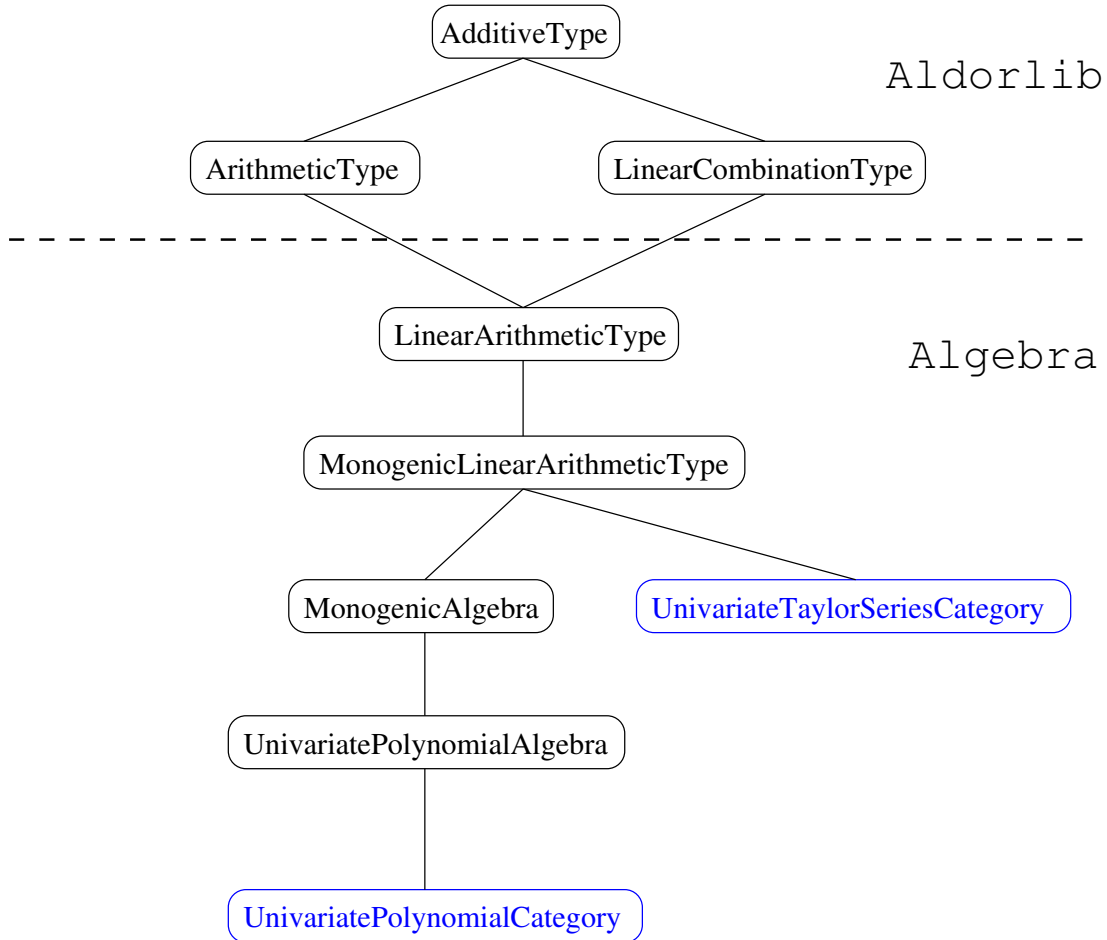 AdditiveType
Aldorlib
ArithmeticType
LinearCombinationType
LinearArithmeticType
Algebra
MonogenicLinearArithmeticType
MonogenicAlgebra
UnivariateTaylorSeriesCategory
UnivariatePolynomialAlgebra
UnivariatePolynomialCategory